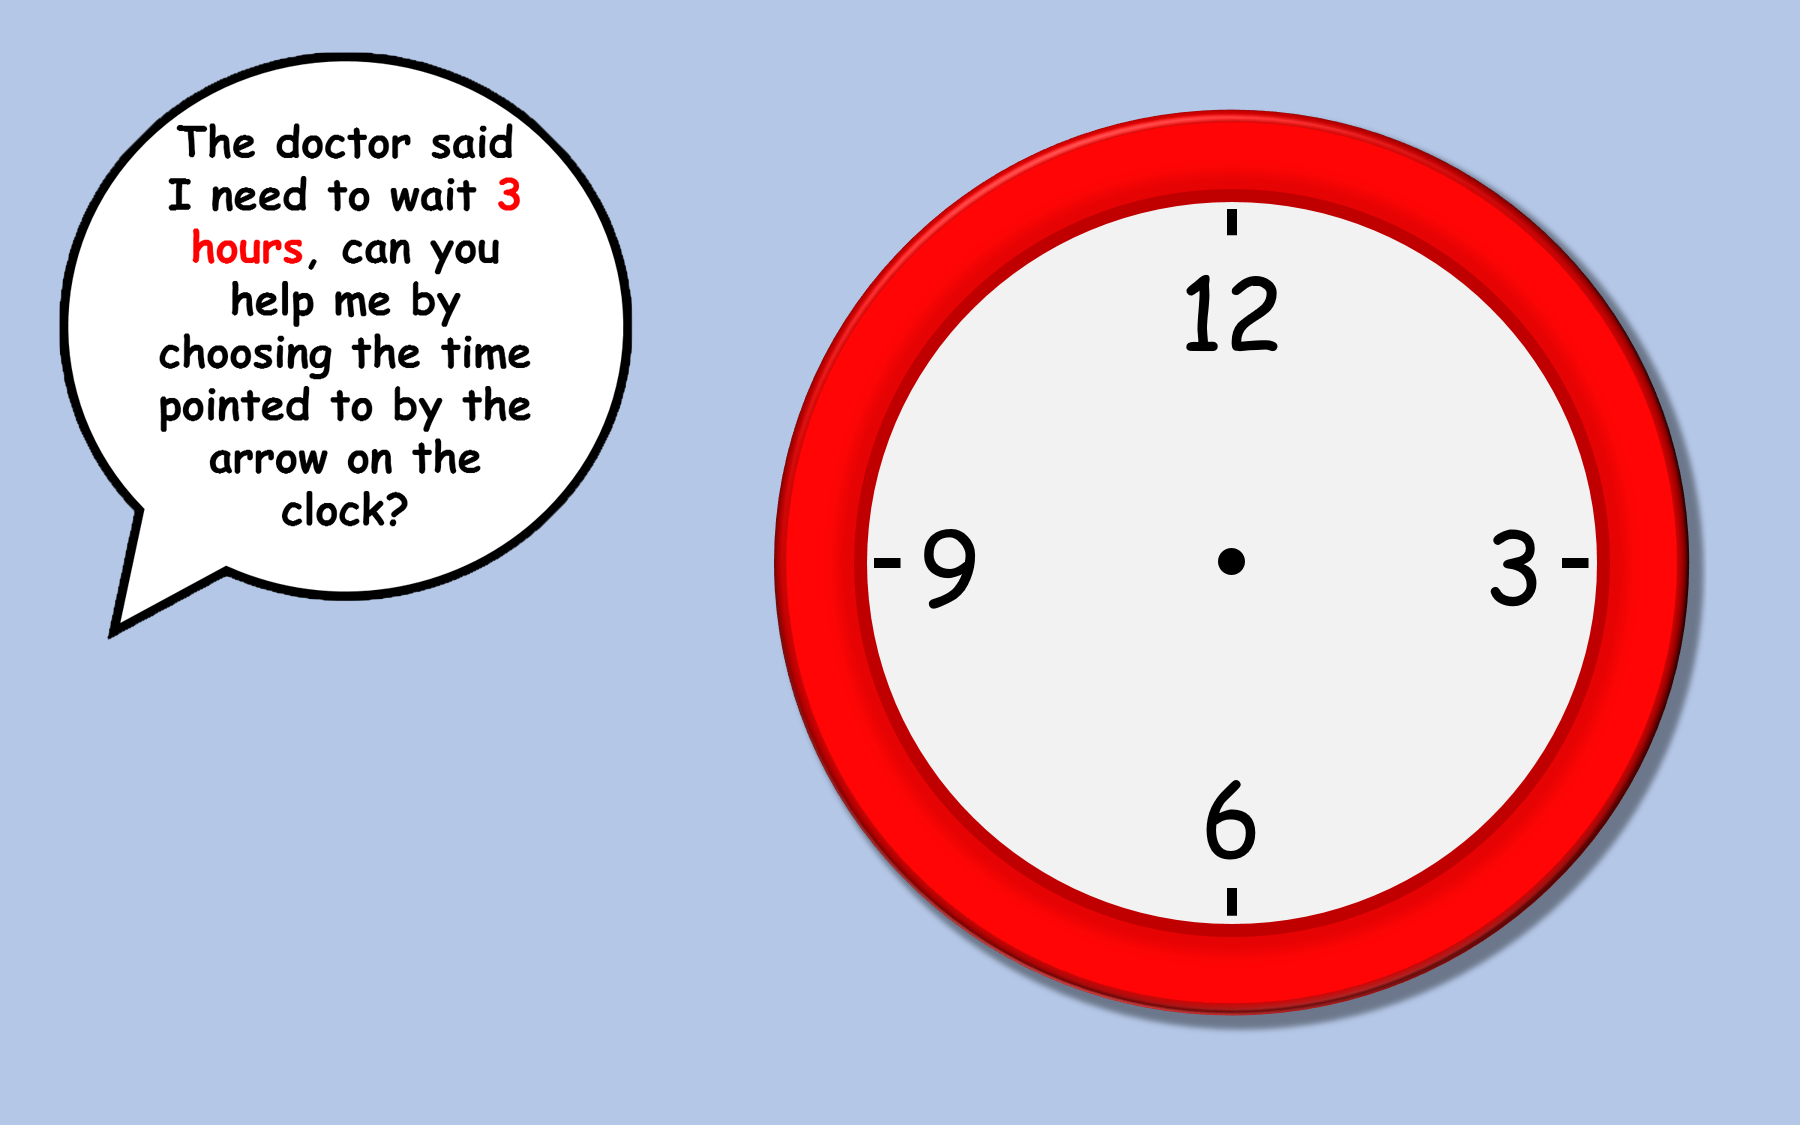 The doctor said
I need to wait 3
hours, can you
help me by
choosing the time
pointed to by the
arrow on the
clock?
12
9
3
6